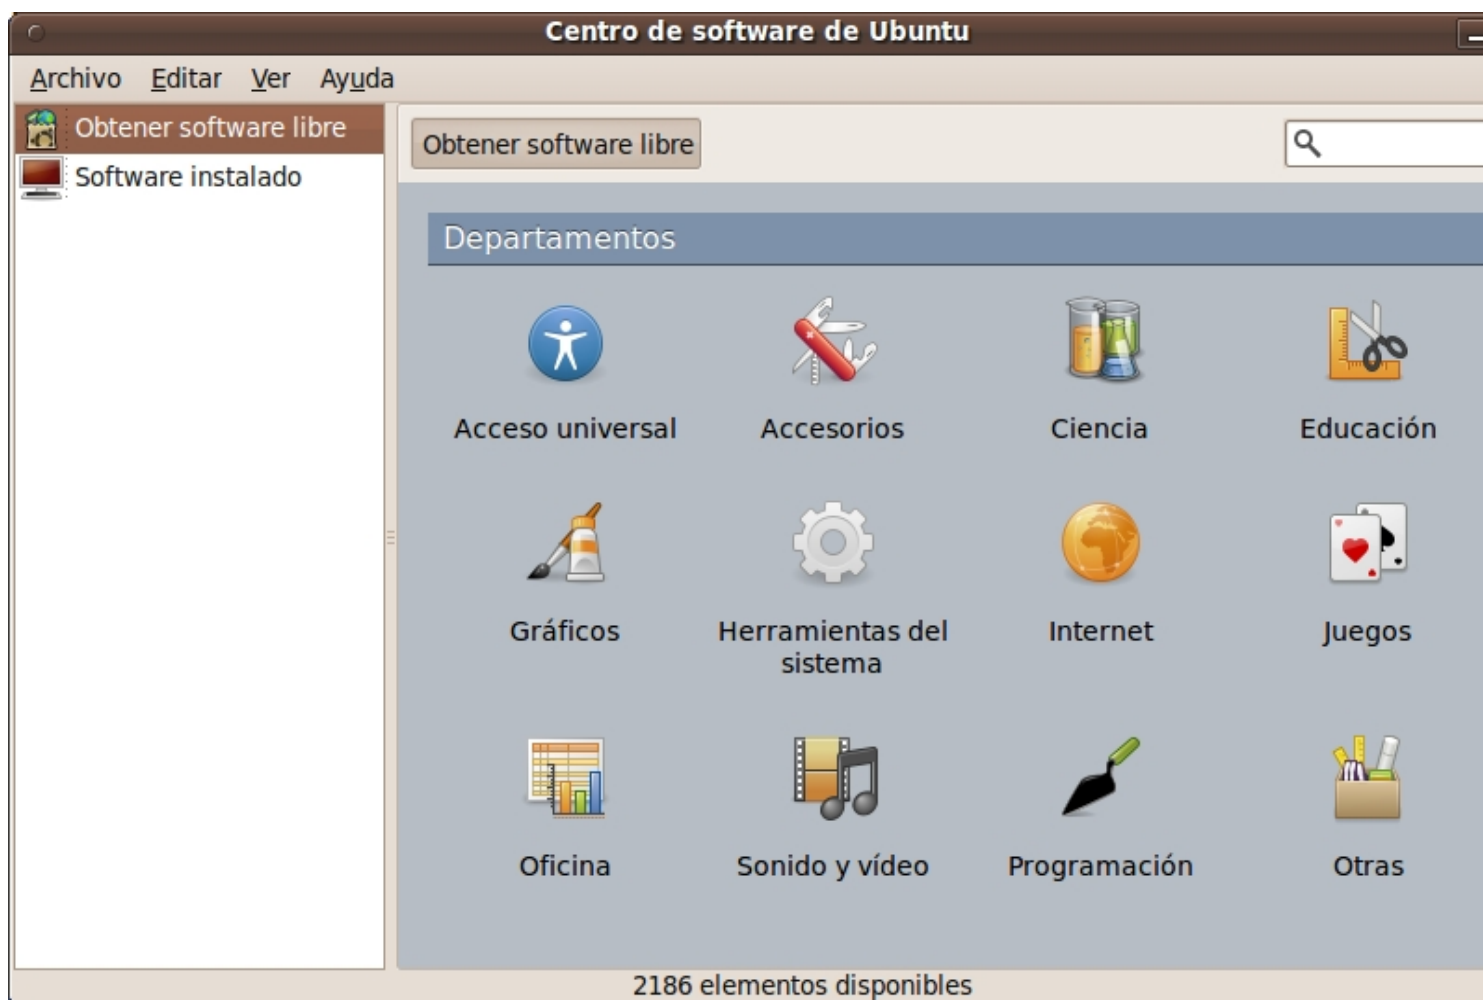 Centro de software de Ubuntu
Archivo Editar Ver Ayuda
Obtener software libre
Software instalado
Obtener software libre
Departamentos
Acceso universal
Accesorios
Ciencia
Educación
Gráficos
Herramientas del
sistema
Internet
Juegos
Oficina
Sonido y vídeo
Programación
Otras
2186 elementos disponibles